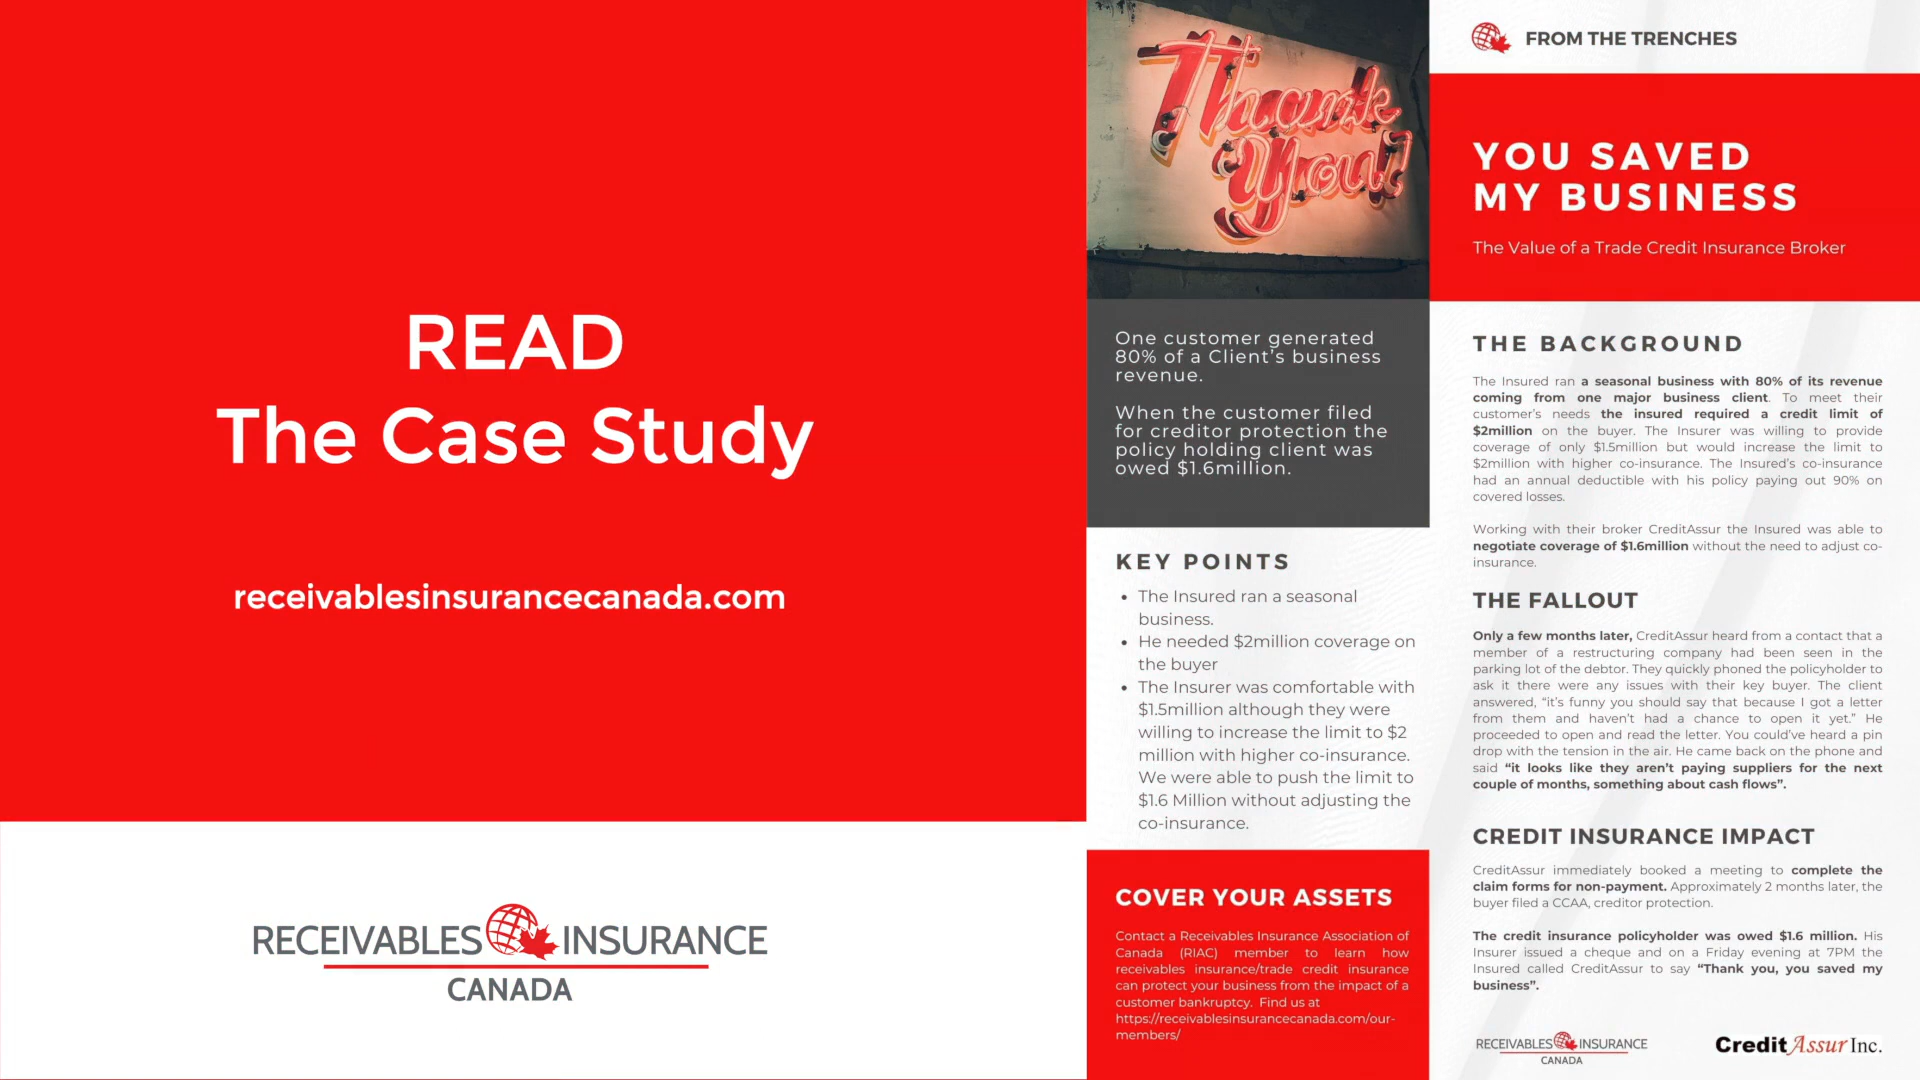 READ
The Case Study
receivablesinsurancecanada.com
RECEIVABLES INSURANCE
CANADA
Thank
You!
One customer generated
80% of a Client's business
revenue.
When the customer filed
for creditor protection the
policy holding client was
owed $1.6million.
KEY POINTS
• The Insured ran a seasonal
business.
• He needed $2million coverage on
the buyer
• The Insurer was comfortable with
$1.5million although they were
willing to increase the limit to $2
million with higher co-insurance.
We were able to push the limit to
$1.6 Million without adjusting the
co-insurance.
COVER YOUR ASSETS
Contact a Receivables Insurance Association of
Canada (RIAC) member to learn how
receivables insurance/trade credit insurance
can protect your business from the impact of a
customer bankruptcy. Find us at
https://receivablesinsurancecanada.com/our-
members/
FROM THE TRENCHES
YOU SAVED
MY BUSINESS
The Value of a Trade Credit Insurance Broker
THE BACKGROUND
The Insured ran a seasonal business with 80% of its revenue
coming from one major business client. To meet their
customer's needs the insured required a credit limit of
$2million on the buyer. The Insurer was willing to provide
coverage of only $1.5million but would increase the limit to
$2million with higher co-insurance. The Insured's co-insurance
had an annual deductible with his policy paying out 90% on
covered losses.
Working with their broker CreditAssur the Insured was able to
negotiate coverage of $1.6million without the need to adjust co-
insurance.
THE FALLOUT
Only a few months later, CreditAssur heard from a contact that a
member of a restructuring company had been seen in the
parking lot of the debtor. They quickly phoned the policyholder to
ask it there were any issues with their key buyer. The client
answered, "it's funny you should say that because I got a letter
from them and haven't had a chance to open it yet." He
proceeded to open and read the letter. You could've heard a pin
drop with the tension in the air. He came back on the phone and
said "it looks like they aren't paying suppliers for the next
couple of months, something about cash flows".
CREDIT INSURANCE IMPACT
CreditAssur immediately booked a meeting to complete the
claim forms for non-payment. Approximately 2 months later, the
buyer filed a CCAA, creditor protection.
The credit insurance policyholder was owed $1.6 million. His
Insurer issued a cheque and on a Friday evening at 7PM the
Insured called CreditAssur to say "Thank you, you saved my
business".
RECEIVABLES INSURANCE
CANADA
CreditAssur Inc.